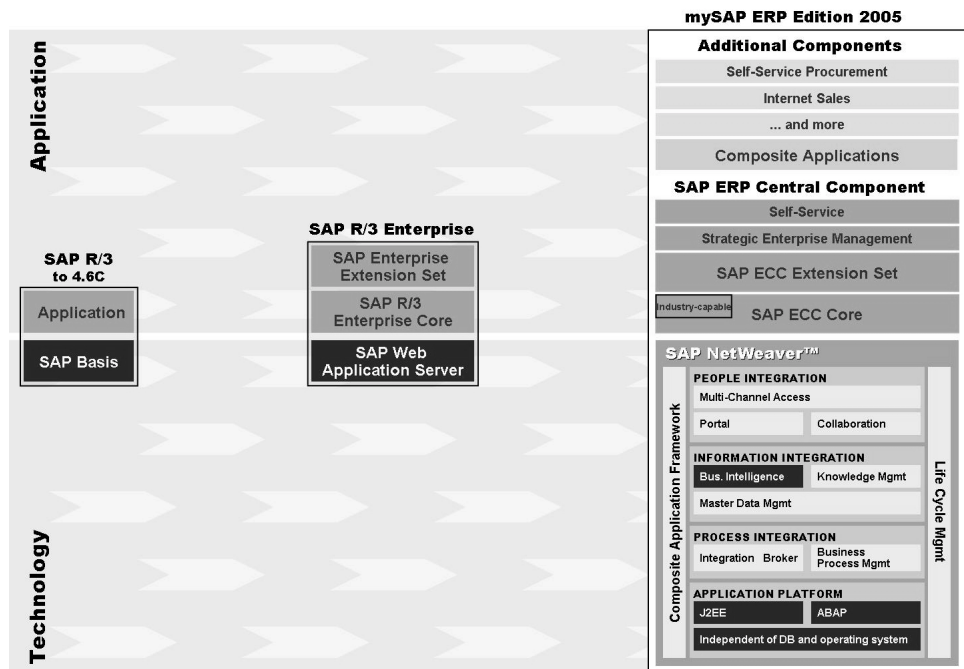 mySAP ERP Edition 2005
Application
Technology
SAP R/3
to 4.6C
Application
SAP Basis
SAP R/3 Enterprise
SAP Enterprise
Extension Set
SAP R/3
Enterprise Core
SAP Web
Application Server
Additional Components
Self-Service Procurement
Internet Sales
... and more
Composite Applications
SAP ERP Central Component
Self-Service
Strategic Enterprise Management
SAP ECC Extension Set
Industry-capable
SAP ECC Core
SAP NetWeaver™
Composite Application Framework
PEOPLE INTEGRATION
Multi-Channel Access
Portal
Collaboration
INFORMATION INTEGRATION
Bus. Intelligence
Knowledge Mgmt
Master Data Mgmt
PROCESS INTEGRATION
Integration Broker
Business
Process Mgmt
APPLICATION PLATFORM
J2EE
ABAP
Independent of DB and operating system
Life Cycle Mgmt